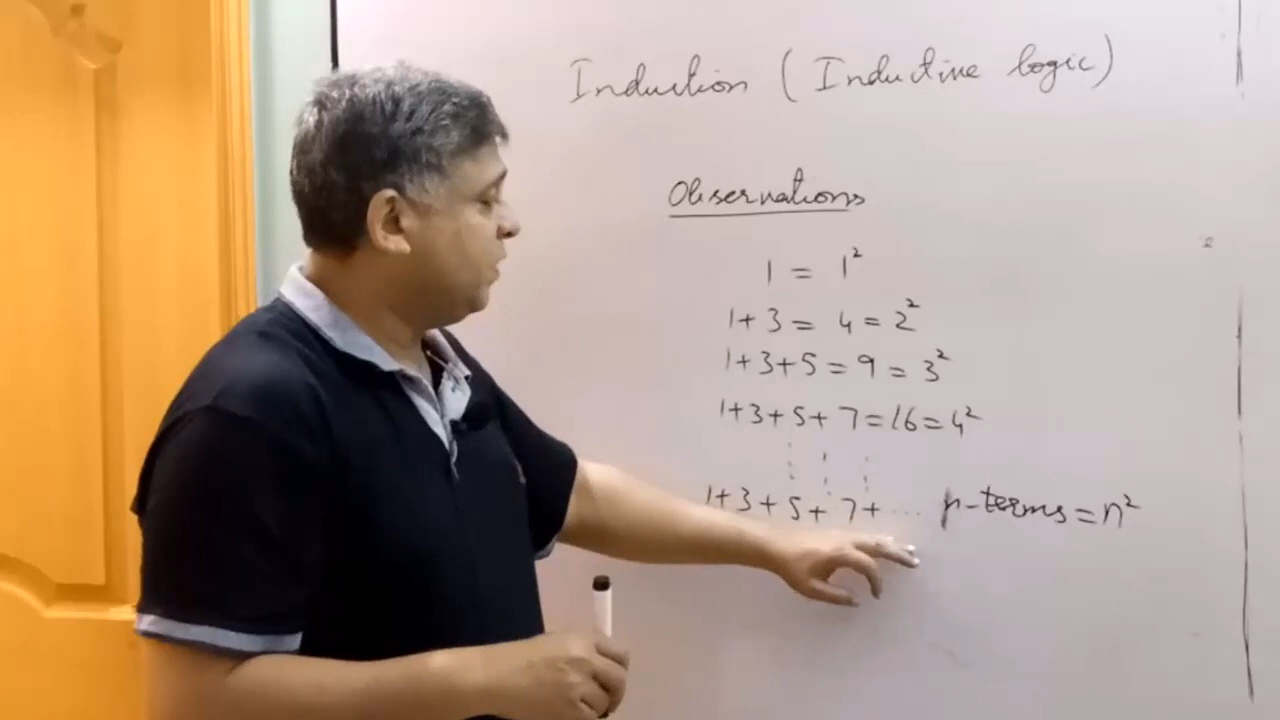 Induction (Inductive logic)
Observations
1 = 1²
1+3 = 4 = 2²
1+3+5 = 9 = 3²
1+3+5+7 = 16 = 4²
1+3+5+7+ .... n-terms = n²